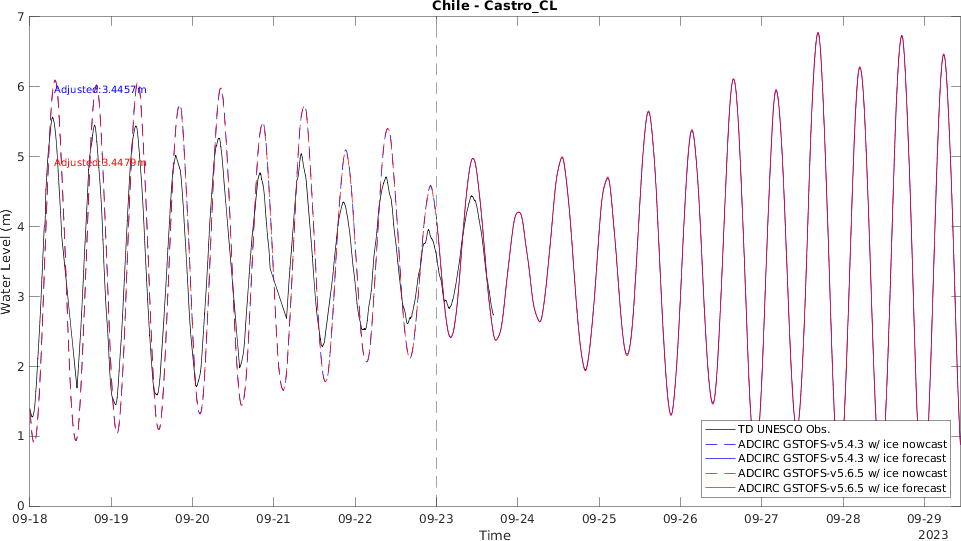 Chile - Castro_CL
7
6
5
4
3
2
1
0
Water Level (m)
Adjusted:3.4457m
Adjusted:3.4479m
TD UNESCO Obs.
ADCIRC GSTOFS-v5.4.3 w/ ice nowcast
ADCIRC GSTOFS-v5.4.3 w/ ice forecast
ADCIRC GSTOFS-v5.6.5 w/ ice nowcast
ADCIRC GSTOFS-v5.6.5 w/ ice forecast
09-18 09-19 09-20 09-21 09-22 09-23 09-24 09-25 09-26 09-27 09-28 09-29
Time
2023